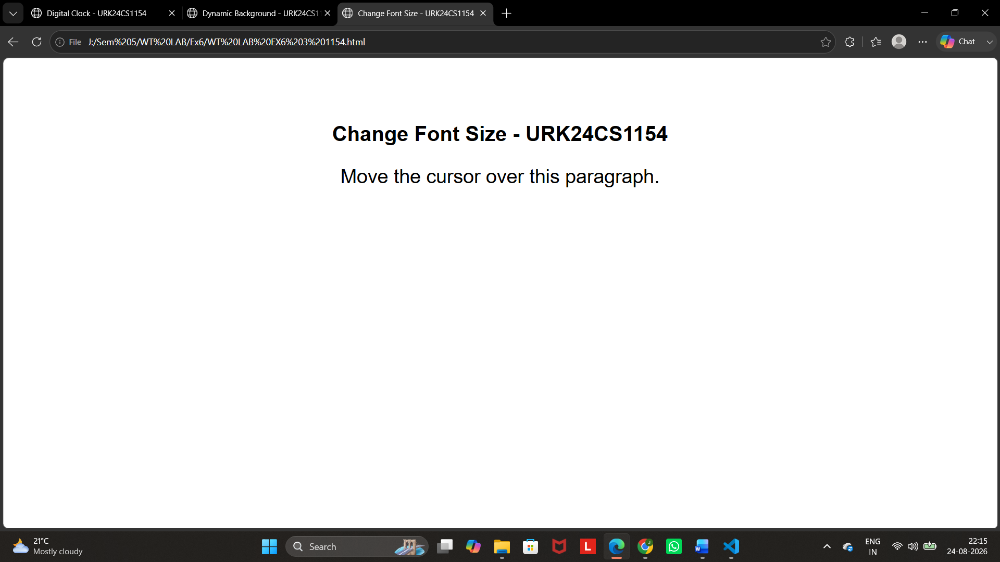 Digital Clock - URK24CS1154
Dynamic Background - URK24CS1
Change Font Size - URK24CS1154
File J:/Sem%205/WT%20LAB/Ex6/WT%20LAB%20EX6%203%201154.html
Chat
Change Font Size - URK24CS1154
Move the cursor over this paragraph.
21°C
Mostly cloudy
Search
L
W
J
ENG
IN
22:15
24-08-2026